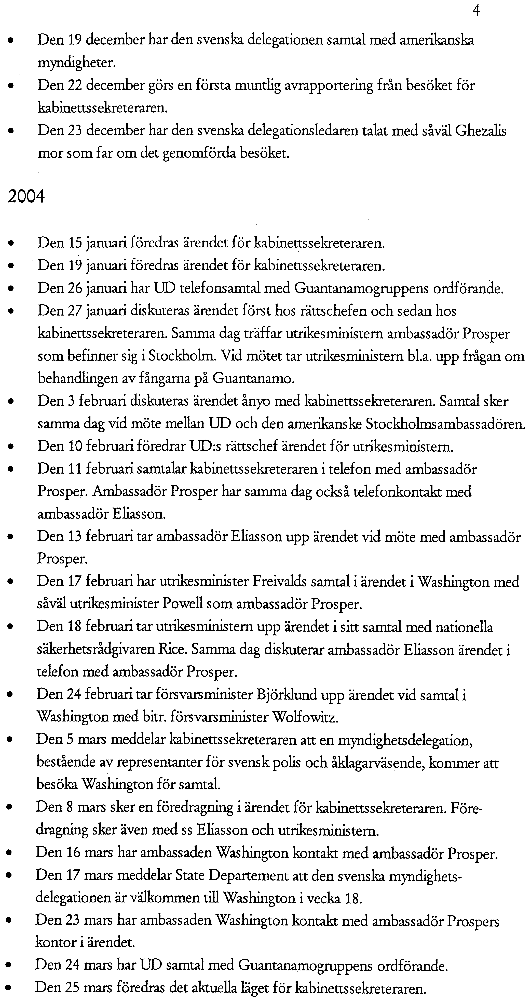 4
• Den 19 december har den svenska delegationen samtal med amerikanska
myndigheter.
• Den 22 december görs en första muntlig avrapportering från besöket för
kabinettssekreteraren.
• Den 23 december har den svenska delegationsledaren talat med såväl Ghezalis
mor som far om det genomförda besöket.
2004
• Den 15 januari föredras ärendet för kabinettssekreteraren.
• Den 19 januari föredras ärendet för kabinettssekreteraren.
• Den 26 januari har UD telefonsamtal med Guantanamogruppens ordförande.
• Den 27 januari diskuteras ärendet först hos rättschefen och sedan hos
kabinettssekreteraren. Samma dag träffar utrikesministern ambassadör Prosper
som befinner sig i Stockholm. Vid mötet tar utrikesministern bl.a. upp frågan om
behandlingen av fångarna på Guantanamo.
• Den 3 februari diskuteras ärendet ånyo med kabinettssekreteraren. Samtal sker
samma dag vid möte mellan UD och den amerikanske Stockholmsambassadören.
• Den 10 februari föredrar UD:s rättschef ärendet för utrikesministern.
• Den 11 februari samtalar kabinettssekreteraren i telefon med ambassadör
Prosper. Ambassadör Prosper har samma dag också telefonkontakt med
ambassadör Eliasson.
• Den 13 februari tar ambassadör Eliasson upp ärendet vid möte med ambassadör
Prosper.
• Den 17 februari har utrikesminister Freivalds samtal i ärendet i Washington med
såväl utrikesminister Powell som ambassadör Prosper.
• Den 18 februari tar utrikesministern upp ärendet i sitt samtal med nationella
säkerhetsrådgivaren Rice. Samma dag diskuterar ambassadör Eliasson ärendet i
telefon med ambassadör Prosper.
• Den 24 februari tar försvarsminister Björklund upp ärendet vid samtal i
Washington med bitr. försvarsminister Wolfowitz.
• Den 5 mars meddelar kabinettssekreteraren att en myndighetsdelegation,
bestående av representanter för svensk polis och åklagarväsende, kommer att
besöka Washington för samtal.
• Den 8 mars sker en föredragning i ärendet för kabinettssekreteraren. Före-
dragning sker även med ss Eliasson och utrikesministern.
• Den 16 mars har ambassaden Washington kontakt med ambassadör Prosper.
• Den 17 mars meddelar State Departement att den svenska myndighets-
delegationen är välkommen till Washington i vecka 18.
• Den 23 mars har ambassaden Washington kontakt med ambassadör Prospers
kontor i ärendet.
• Den 24 mars har UD samtal med Guantanamogruppens ordförande.
• Den 25 mars föredras det aktuella läget för kabinettssekreteraren.